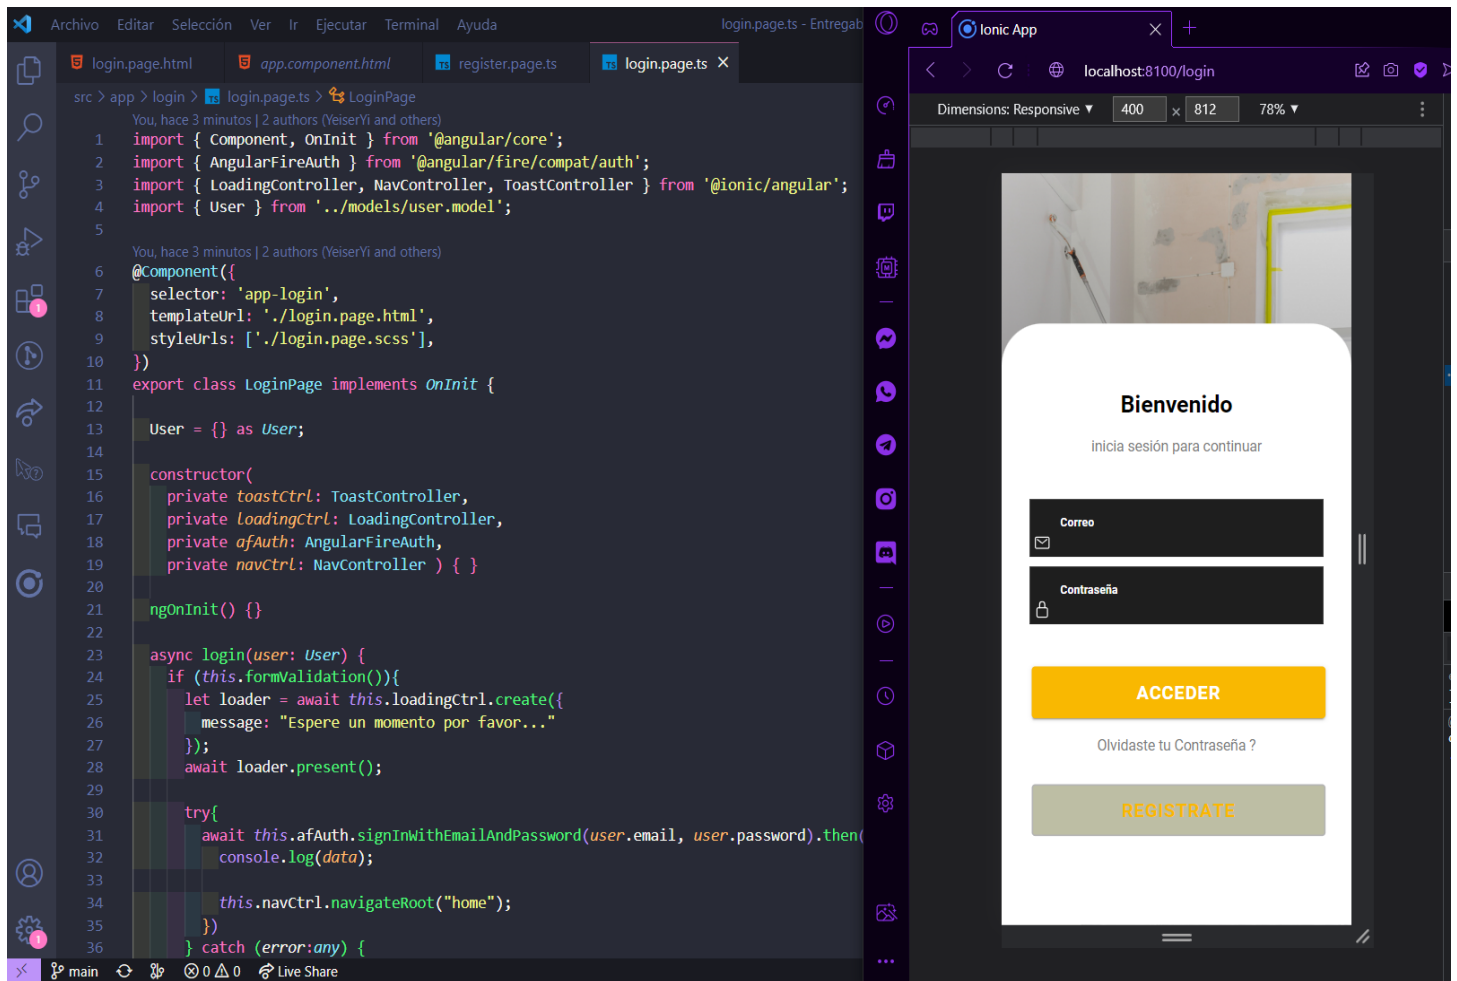 Archivo Editar Selección Ver Ir Ejecutar Terminal Ayuda login.page.ts - Entregab
login.page.html app.component.html register.page.ts login.page.ts
src > app > login > login.page.ts > LoginPage
You, hace 3 minutos | 2 authors (YeiserYi and others)
1 import { Component, OnInit } from '@angular/core';
2 import { AngularFireAuth } from '@angular/fire/compat/auth';
3 import { LoadingController, NavController, ToastController } from '@ionic/angular';
4 import { User } from '../models/user.model';
5
You, hace 3 minutos | 2 authors (YeiserYi and others)
6 @Component({
7 selector: 'app-login',
8 templateUrl: './login.page.html',
9 styleUrls: ['./login.page.scss'],
10 })
11 export class LoginPage implements OnInit {
12
13 User = {} as User;
14
15 constructor(
16 private toastCtrl: ToastController,
17 private loadingCtrl: LoadingController,
18 private afAuth: AngularFireAuth,
19 private navCtrl: NavController ) { }
20
21 ngOnInit() {}
22
23 async login(user: User) {
24 if (this.formValidation()){
25 let loader = await this.loadingCtrl.create({
26 message: "Espere un momento por favor..."
27 });
28 await loader.present();
29
30 try{
31 await this.afAuth.signInWithEmailAndPassword(user.email, user.password).then(
32 console.log(data);
33
34 this.navCtrl.navigateRoot("home");
35 })
36 } catch (error:any) {
1
1
main 0 0 Live Share
Ionic App
localhost:8100/login
Dimensions: Responsive 400 x 812 78%
Bienvenido
inicia sesión para continuar
Correo
Contraseña
ACCEDER
Olvidaste tu Contraseña ?
REGISTRATE